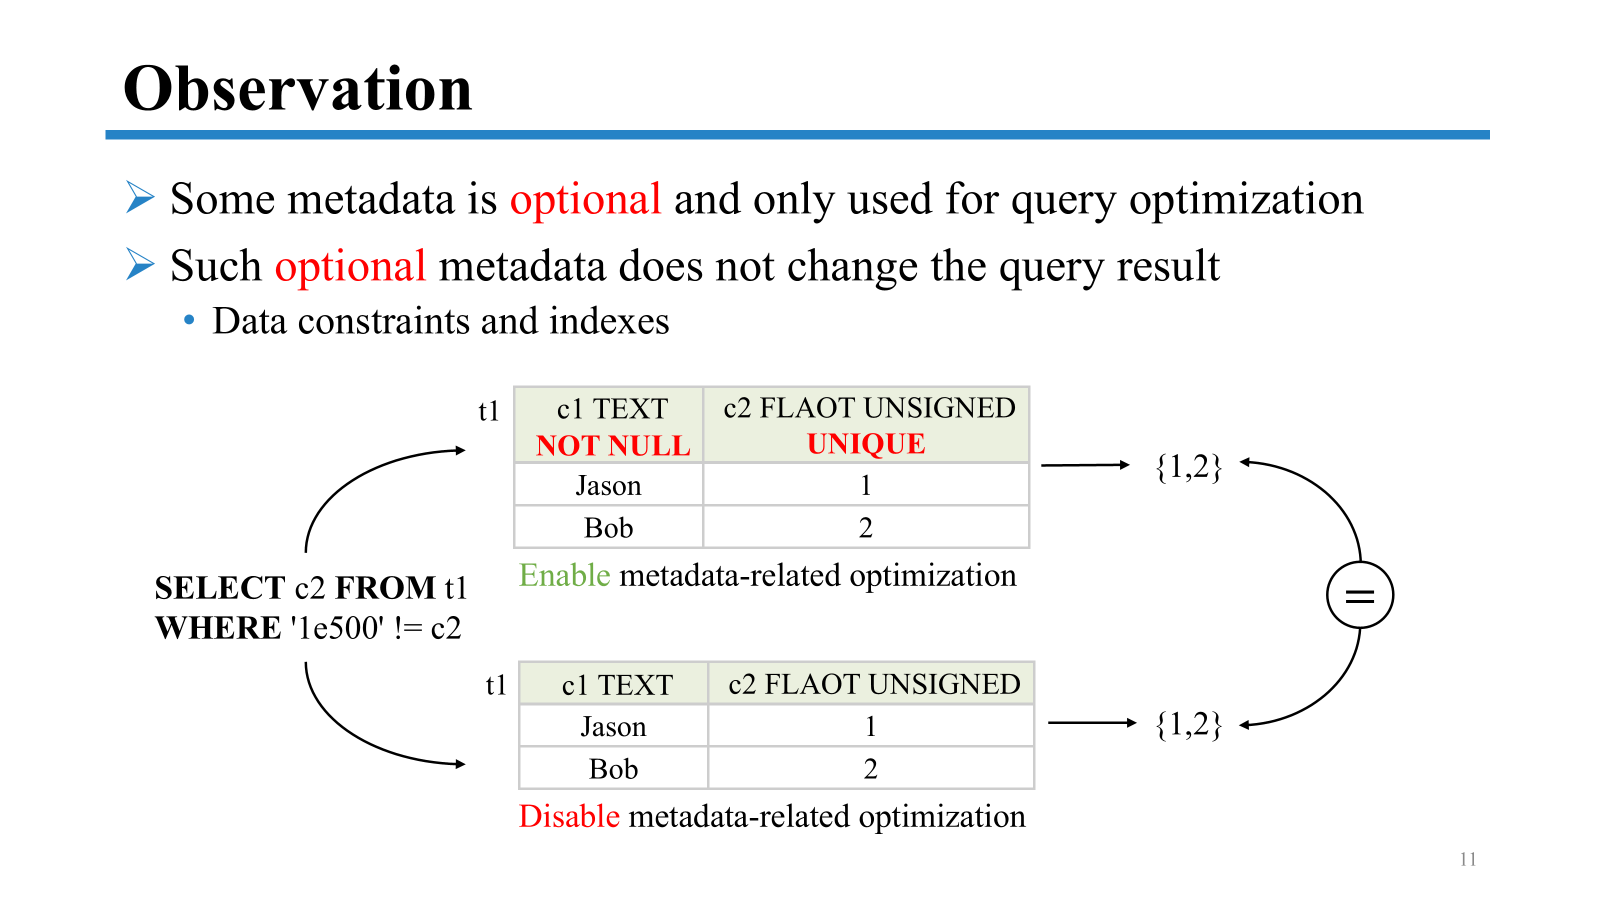 Observation
Some metadata is optional and only used for query optimization
Such optional metadata does not change the query result
Data constraints and indexes
t1
c1 TEXT NOT NULL
c2 FLAOT UNSIGNED UNIQUE
Jason 1
Bob 2
Enable metadata-related optimization
{1,2}
SELECT c2 FROM t1
WHERE '1e500' != c2
=
t1
c1 TEXT
c2 FLAOT UNSIGNED
Jason 1
Bob 2
Disable metadata-related optimization
{1,2}
11